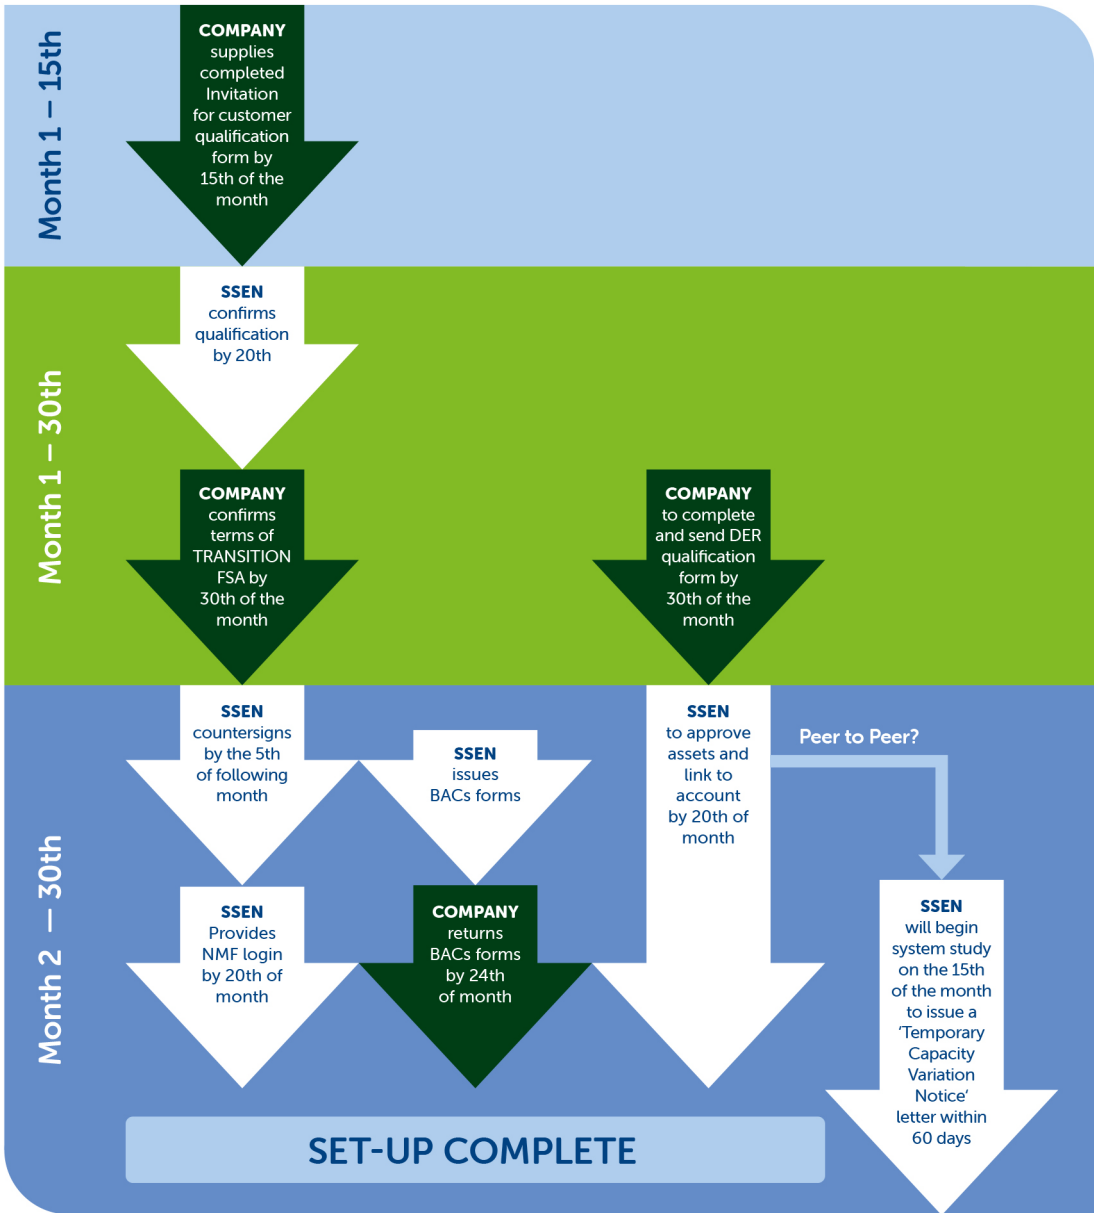 Month 1 – 15th
COMPANY
supplies
completed
Invitation
for customer
qualification
form by
15th of the
month
Month 1 – 30th
SSEN
confirms
qualification
by 20th
COMPANY
confirms
terms of
TRANSITION
FSA by
30th of the
month
COMPANY
to complete
and send DER
qualification
form by
30th of the
month
Month 2 — 30th
SSEN
countersigns
by the 5th
of following
month
SSEN
issues
BACs forms
SSEN
to approve
assets and
link to
account
by 20th of
month
Peer to Peer?
SSEN
Provides
NMF login
by 20th of
month
COMPANY
returns
BACs forms
by 24th
of month
SSEN
will begin
system study
on the 15th
of the month
to issue a
‘Temporary
Capacity
Variation
Notice‘
letter within
60 days
SET-UP COMPLETE